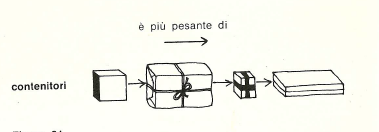 è più pesante di
contenitori